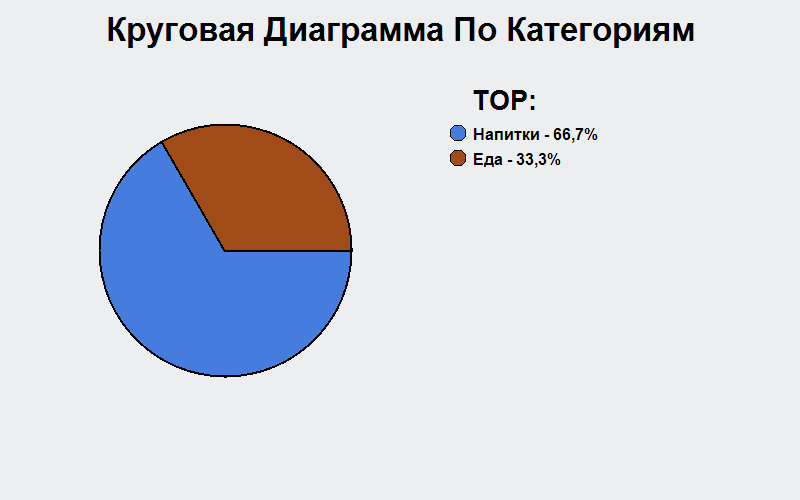 Круговая Диаграмма По Категориям
TOP:
Напитки - 66,7%
Еда - 33,3%